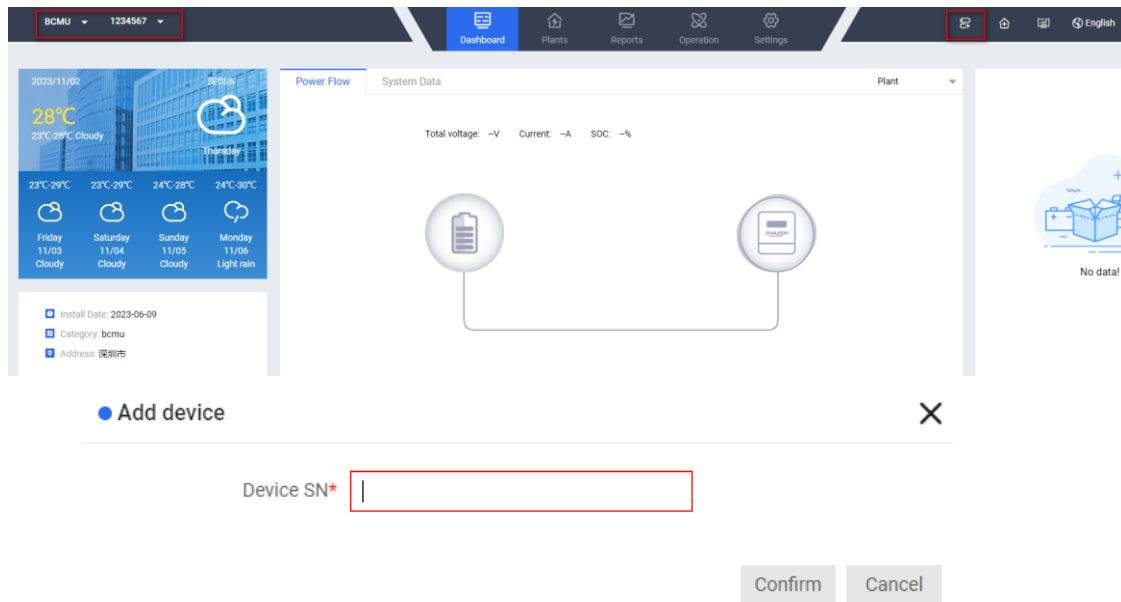 BCMU 1234567
Dashboard Plants Reports Operation Settings
English
2023/11/02 深圳市
28℃
23℃-28℃ Cloudy
Thursday
23℃-29℃ 23℃-29℃ 24℃-28℃ 24℃-30℃
Friday Saturday Sunday Monday
11/03 11/04 11/05 11/06
Cloudy Cloudy Cloudy Light rain
Install Date: 2023-06-09
Category: bcmu
Address: 深圳市
Power Flow System Data Plant
Total voltage: --V Current: --A SOC: --%
No data!
Add device
Device SN*
Confirm Cancel